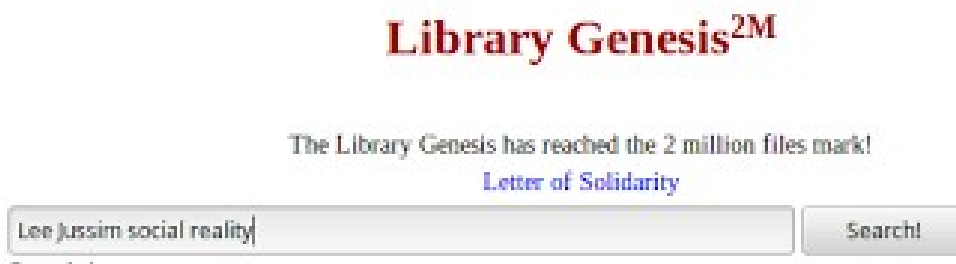 Library Genesis2M
The Library Genesis has reached the 2 million files mark!
Letter of Solidarity
Lee Jussim social reality
Search!